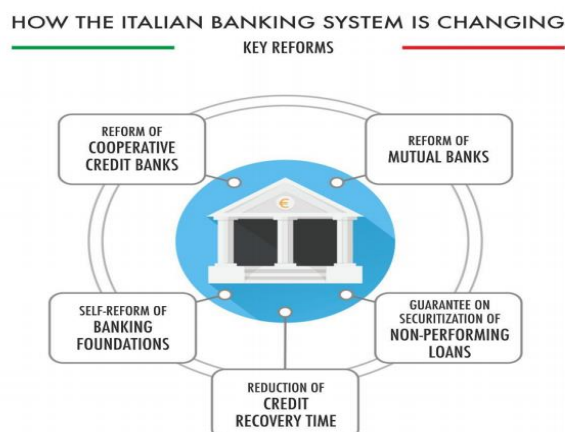 HOW THE ITALIAN BANKING SYSTEM IS CHANGING
KEY REFORMS
REFORM OF
COOPERATIVE
CREDIT BANKS
REFORM OF
MUTUAL BANKS
€
SELF-REFORM OF
BANKING
FOUNDATIONS
GUARANTEE ON
SECURITIZATION OF
NON-PERFORMING
LOANS
REDUCTION OF
CREDIT
RECOVERY TIME